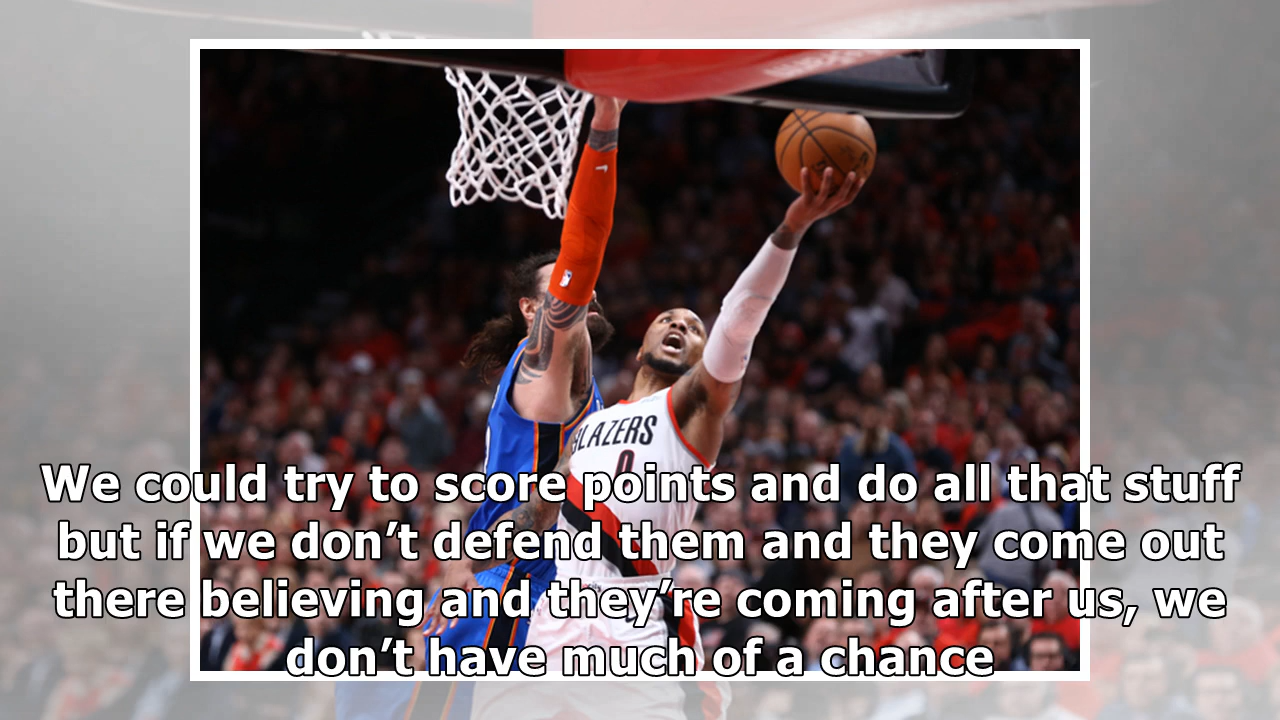 BLAZERS
0
We could try to score points and do all that stuff
but if we don’t defend them and they come out
there believing and they’re coming after us, we
don’t have much of a chance